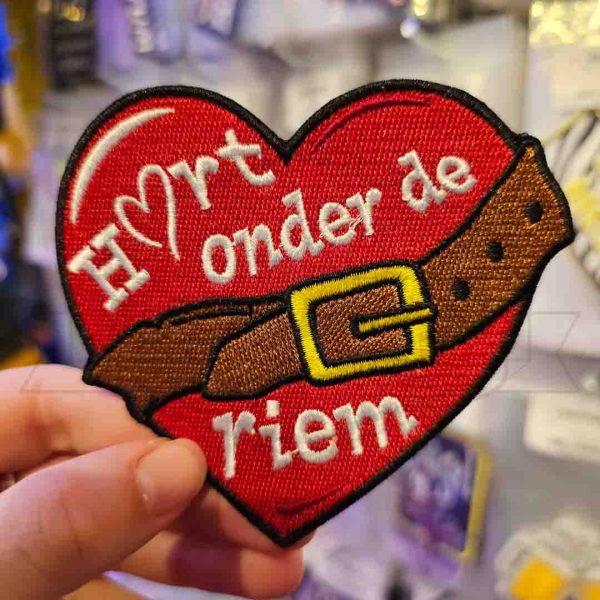 H♡rt
onder de
riem